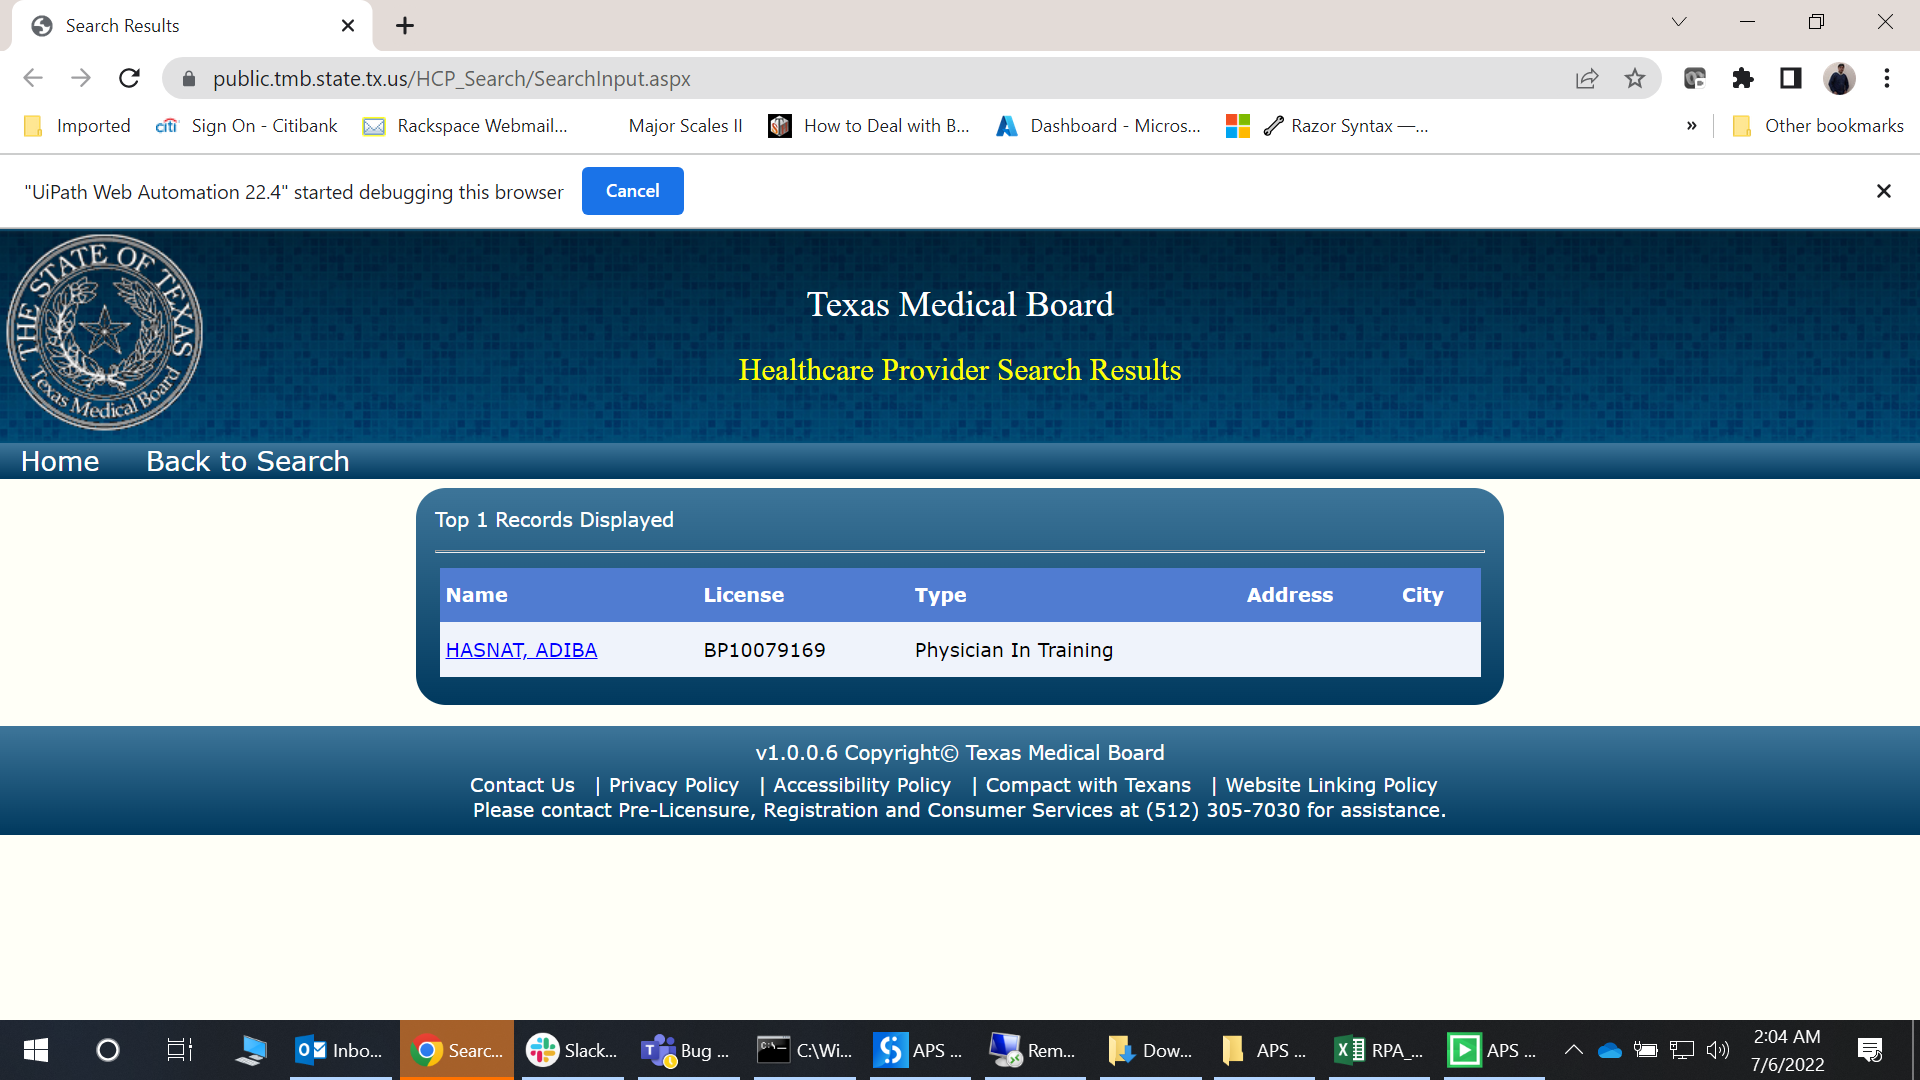 Search Results
public.tmb.state.tx.us/HCP_Search/SearchInput.aspx
Imported Sign On - Citibank Rackspace Webmail... Major Scales II How to Deal with B... Dashboard - Micros... Razor Syntax —... » Other bookmarks
"UiPath Web Automation 22.4" started debugging this browser Cancel
THE STATE OF TEXAS
Texas Medical Board
Texas Medical Board
Healthcare Provider Search Results
Home Back to Search
Top 1 Records Displayed
Name License Type Address City
HASNAT, ADIBA BP10079169 Physician In Training
v1.0.0.6 Copyright© Texas Medical Board
Contact Us | Privacy Policy | Accessibility Policy | Compact with Texans | Website Linking Policy
Please contact Pre-Licensure, Registration and Consumer Services at (512) 305-7030 for assistance.
Inbo... Searc... Slack... Bug ... C:\Wi... APS ... Rem... Dow... APS ... RPA_... APS ... 2:04 AM
7/6/2022